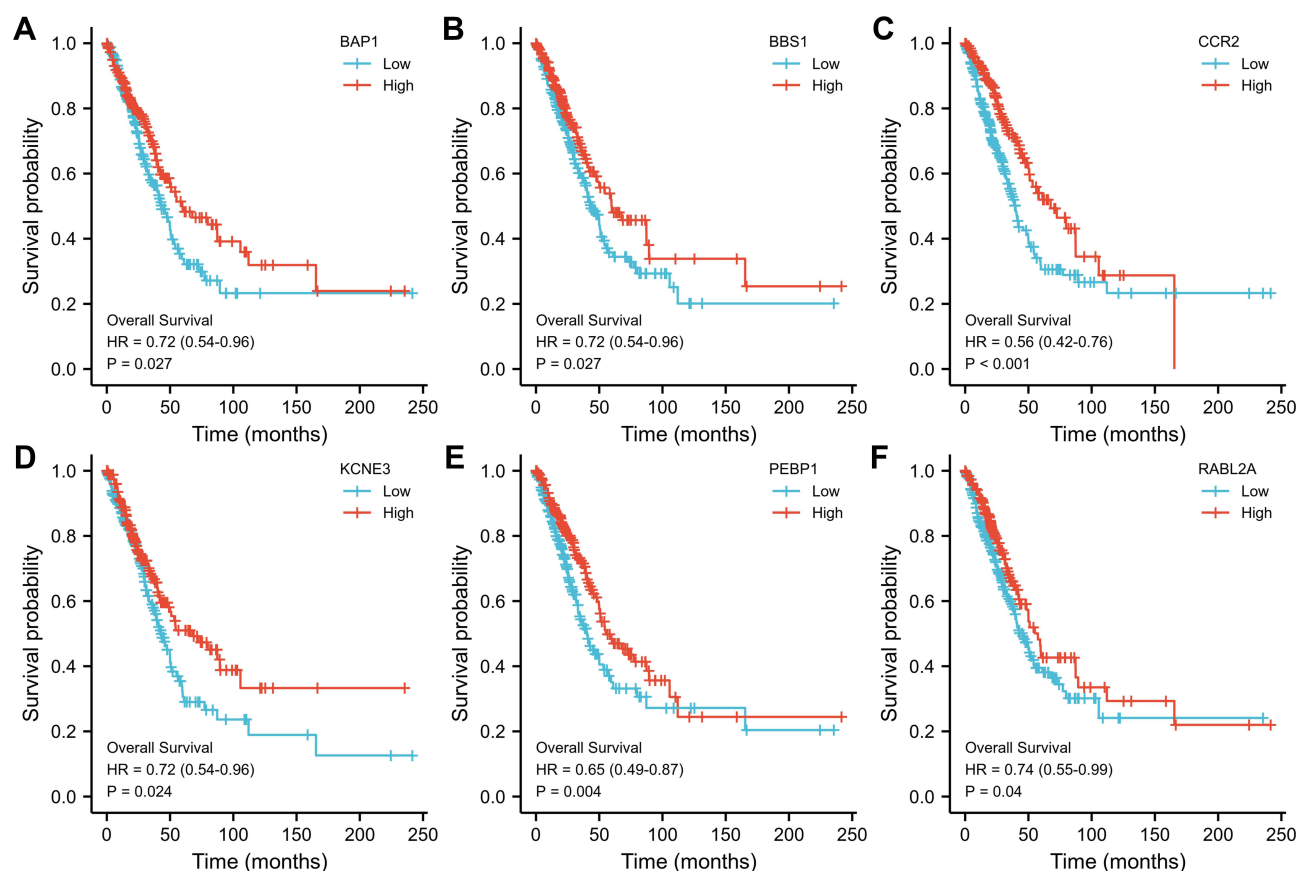 A
BAP1
Low
High
1.0
0.8
0.6
0.4
0.2
0.0
Survival probability
Overall Survival
HR = 0.72 (0.54-0.96)
P = 0.027
0 50 100 150 200 250
Time (months)
B
BBS1
Low
High
1.0
0.8
0.6
0.4
0.2
0.0
Survival probability
Overall Survival
HR = 0.72 (0.54-0.96)
P = 0.027
0 50 100 150 200 250
Time (months)
C
CCR2
Low
High
1.0
0.8
0.6
0.4
0.2
0.0
Survival probability
Overall Survival
HR = 0.56 (0.42-0.76)
P < 0.001
0 50 100 150 200 250
Time (months)
D
KCNE3
Low
High
1.0
0.8
0.6
0.4
0.2
0.0
Survival probability
Overall Survival
HR = 0.72 (0.54-0.96)
P = 0.024
0 50 100 150 200 250
Time (months)
E
PEBP1
Low
High
1.0
0.8
0.6
0.4
0.2
0.0
Survival probability
Overall Survival
HR = 0.65 (0.49-0.87)
P = 0.004
0 50 100 150 200 250
Time (months)
F
RABL2A
Low
High
1.0
0.8
0.6
0.4
0.2
0.0
Survival probability
Overall Survival
HR = 0.74 (0.55-0.99)
P = 0.04
0 50 100 150 200 250
Time (months)